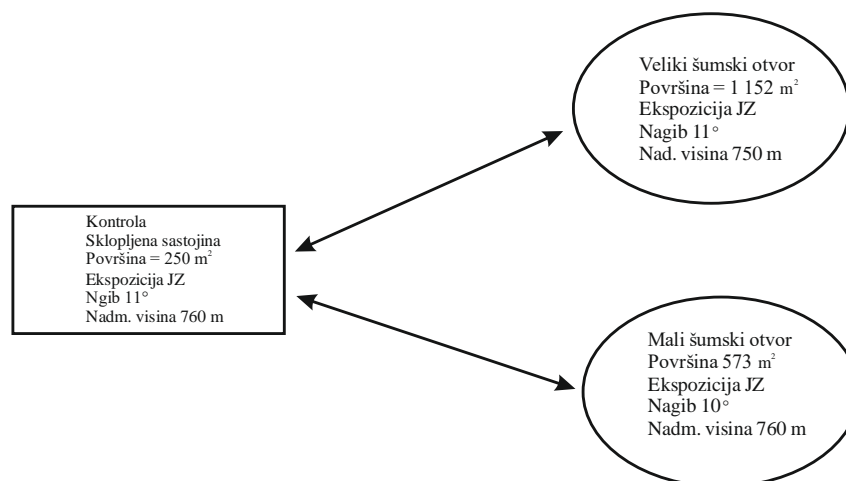 Veliki šumski otvor
Površina = 1 152 m²
Ekspozicija JZ
Nagib 11°
Nad. visina 750 m
Kontrola
Sklopljena sastojina
Površina = 250 m²
Ekspozicija JZ
Ngib 11°
Nadm. visina 760 m
Mali šumski otvor
Površina 573 m²
Ekspozicija JZ
Nagib 10°
Nadm. visina 760 m